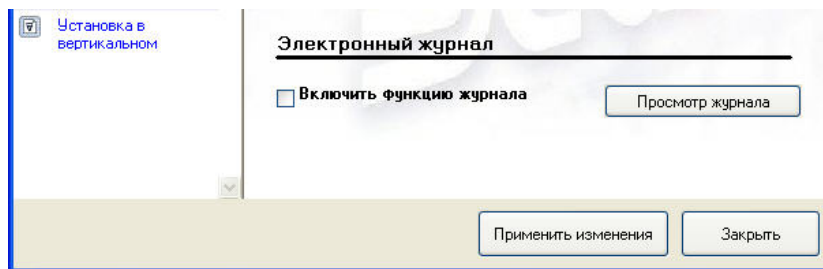 Установка в
вертикальном
Электронный журнал
Включить функцию журнала
Просмотр журнала
Применить изменения
Закрыть